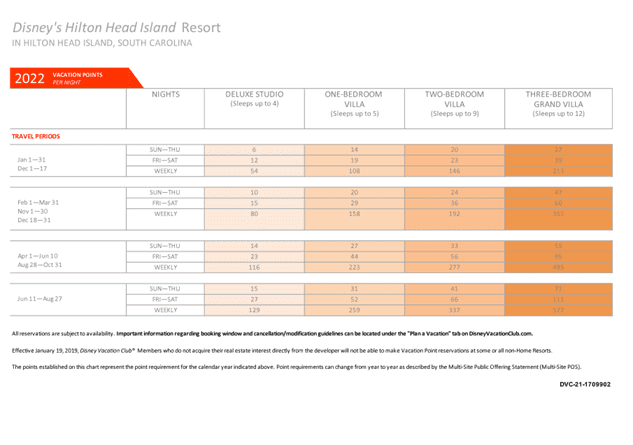 Disney's Hilton Head Island Resort
IN HILTON HEAD ISLAND, SOUTH CAROLINA
2022 VACATION POINTS
PER NIGHT
NIGHTS
DELUXE STUDIO
(Sleeps up to 4)
ONE-BEDROOM
VILLA
(Sleeps up to 5)
TWO-BEDROOM
VILLA
(Sleeps up to 9)
THREE-BEDROOM
GRAND VILLA
(Sleeps up to 12)
TRAVEL PERIODS
Jan 1—31
Dec 1—17
SUN—THU 6 14 20
FRI—SAT 12 19 23
WEEKLY 54 108 146
Feb 1—Mar 31
Nov 1—30
Dec 18—31
SUN—THU 10 20 24 47
FRI—SAT 15 29 36 60
WEEKLY 80 158 192 355
Apr 1—Jun 10
Aug 28—Oct 31
SUN—THU 14 27 33
FRI—SAT 23 44 56
WEEKLY 116 223 277
Jun 11—Aug 27
SUN—THU 15 31 41 71
FRI—SAT 27 52 66
WEEKLY 129 259 337
All reservations are subject to availability. Important information regarding booking window and cancellation/modification guidelines can be located under the "Plan a Vacation" tab on DisneyVacationClub.com.
Effective January 19, 2019, Disney Vacation Club® Members who do not acquire their real estate interest directly from the developer will not be able to make Vacation Point reservations at some or all non-Home Resorts.
The points established on this chart represent the point requirement for the calendar year indicated above. Point requirements can change from year to year as described by the Multi-Site Public Offering Statement (Multi-Site POS).
DVC-21-1709902